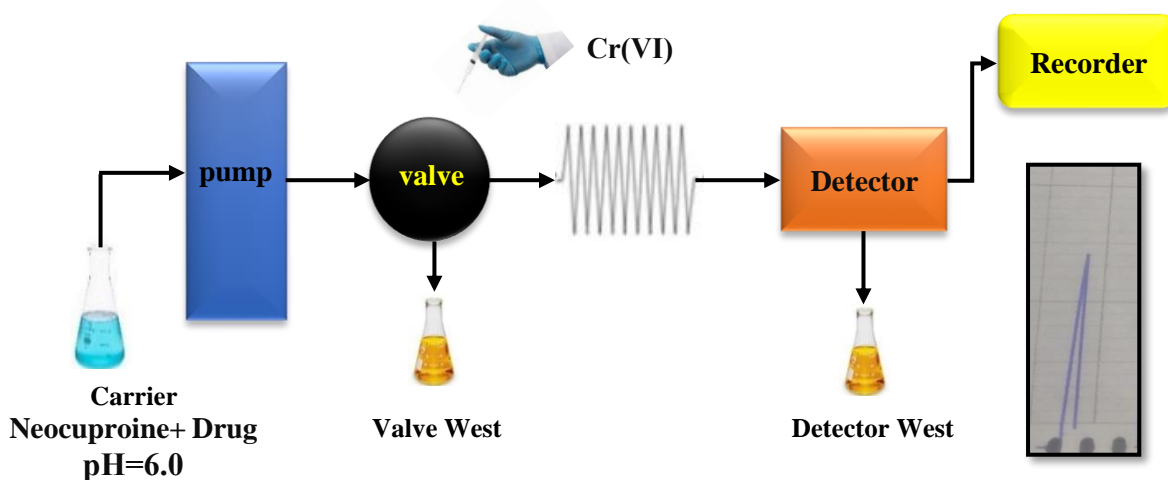 Cr(VI)
Recorder
pump
valve
Detector
Carrier
Neocuproine+ Drug
pH=6.0
Valve West
Detector West